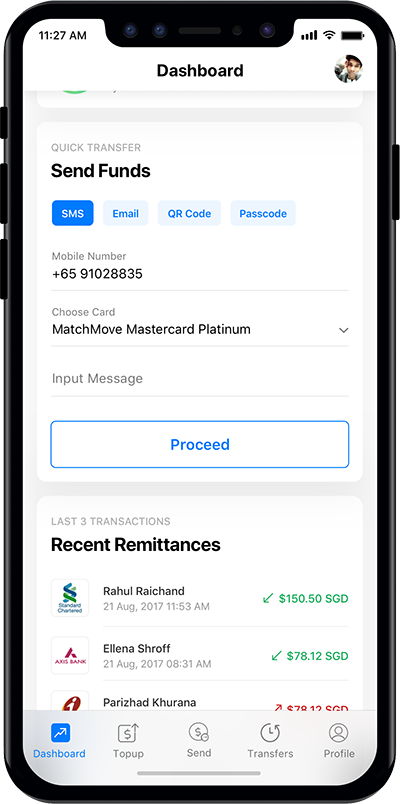 11:27 AM
Dashboard
QUICK TRANSFER
Send Funds
SMS Email QR Code Passcode
Mobile Number
+65 91028835
Choose Card
MatchMove Mastercard Platinum
Input Message
Proceed
LAST 3 TRANSACTIONS
Recent Remittances
Rahul Raichand
Standard
Chartered
$150.50 SGD
21 Aug, 2017 11:53 AM
Ellena Shroff
AXIS BANK
$78.12 SGD
21 Aug, 2017 08:31 AM
Parizhad Khurana
$78.12 SGD
Dashboard Topup Send Transfers Profile